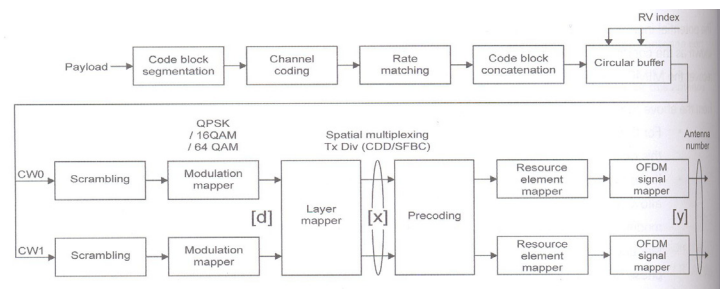 RV index
Payload
Code block
segmentation
Channel
coding
Rate
matching
Code block
concatenation
Circular buffer
QPSK
/ 16QAM
/ 64 QAM
Spatial multiplexing
Tx Div (CDD/SFBC)
Antenna
number
CW0
Scrambling
Modulation
mapper
Resource
element
mapper
OFDM
signal
mapper
[d]
Layer
mapper
[x]
Precoding
[y]
CW1
Scrambling
Modulation
mapper
Resource
element
mapper
OFDM
signal
mapper